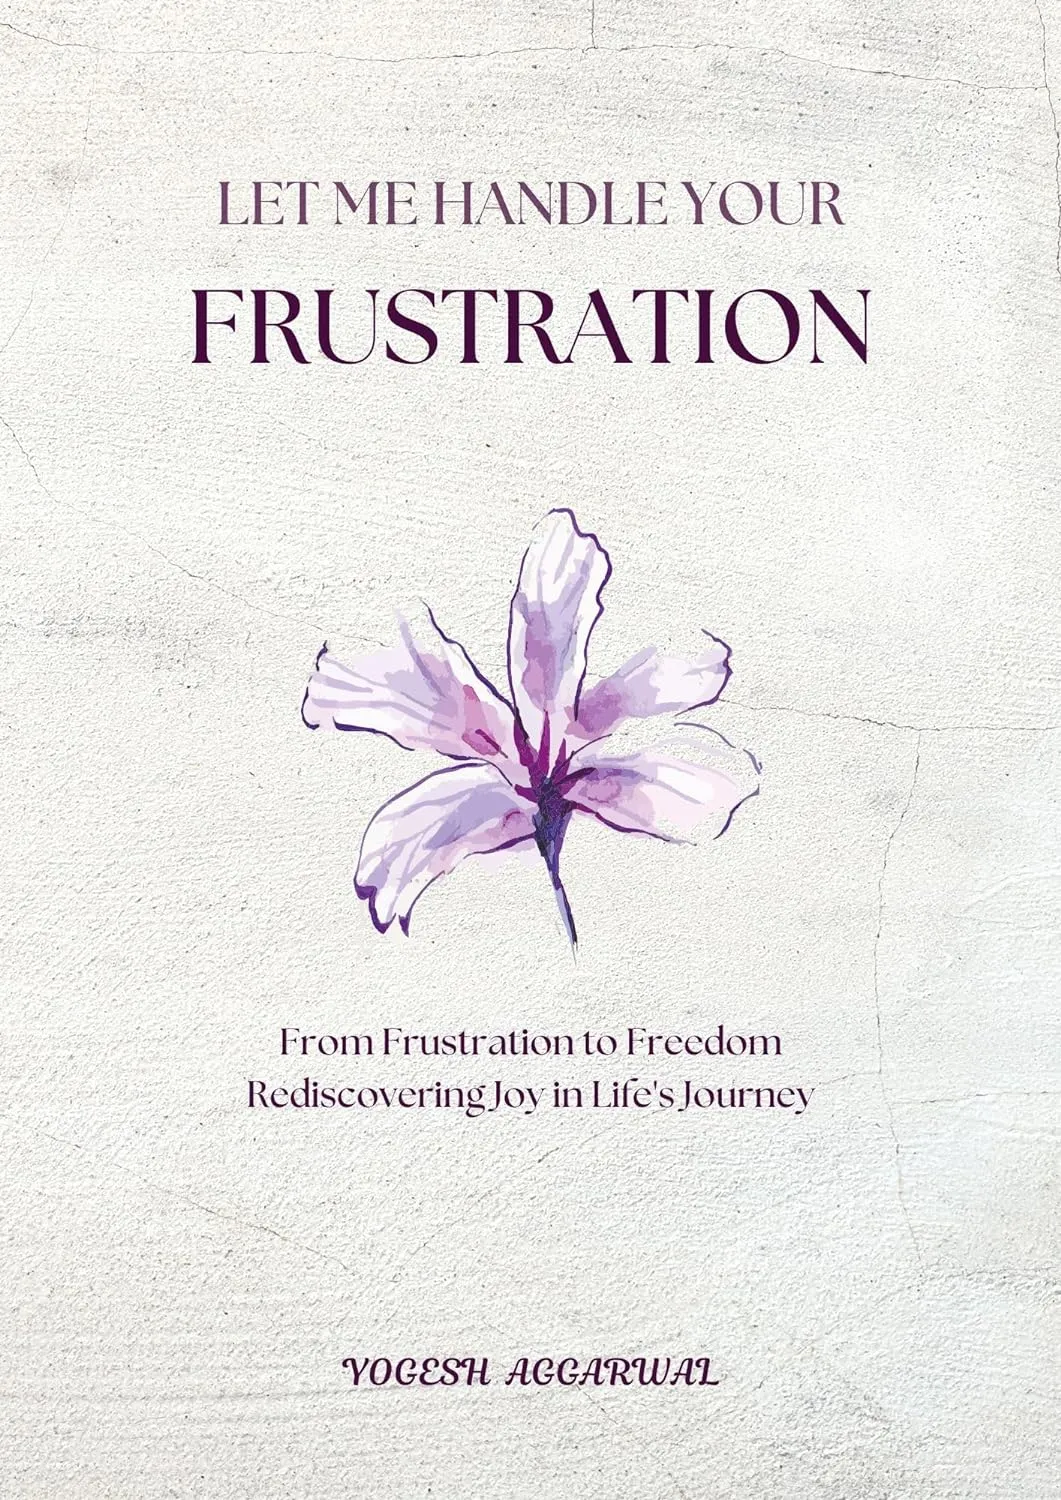 LET ME HANDLE YOUR
FRUSTRATION
From Frustration to Freedom
Rediscovering Joy in Life's Journey
YOGESH AGGARWAL